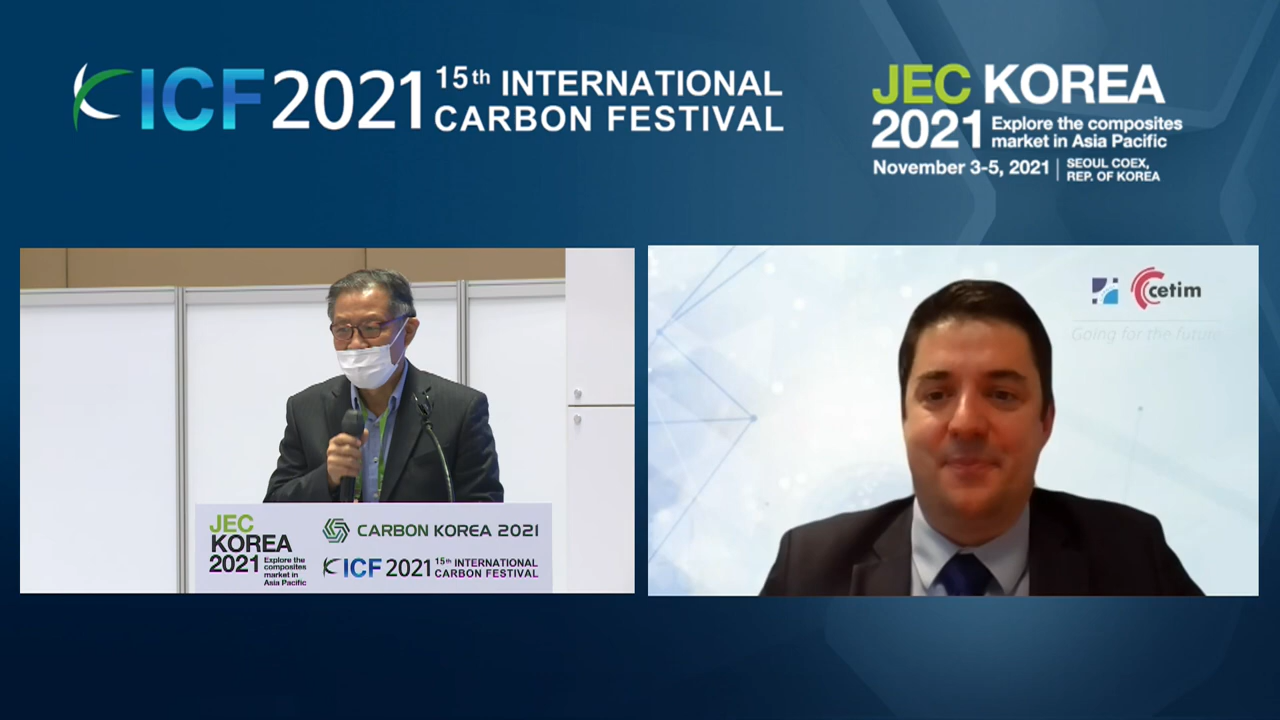 ICF 2021 15th INTERNATIONAL
CARBON FESTIVAL
JEC KOREA
2021 Explore the composites
market in Asia Pacific
November 3-5, 2021 | SEOUL COEX,
REP. OF KOREA
cetim
Going for the future
JEC
KOREA
2021 Explore the
composites
market in
Asia Pacific
CARBON KOREA 2021
ICF 2021 15th INTERNATIONAL
CARBON FESTIVAL